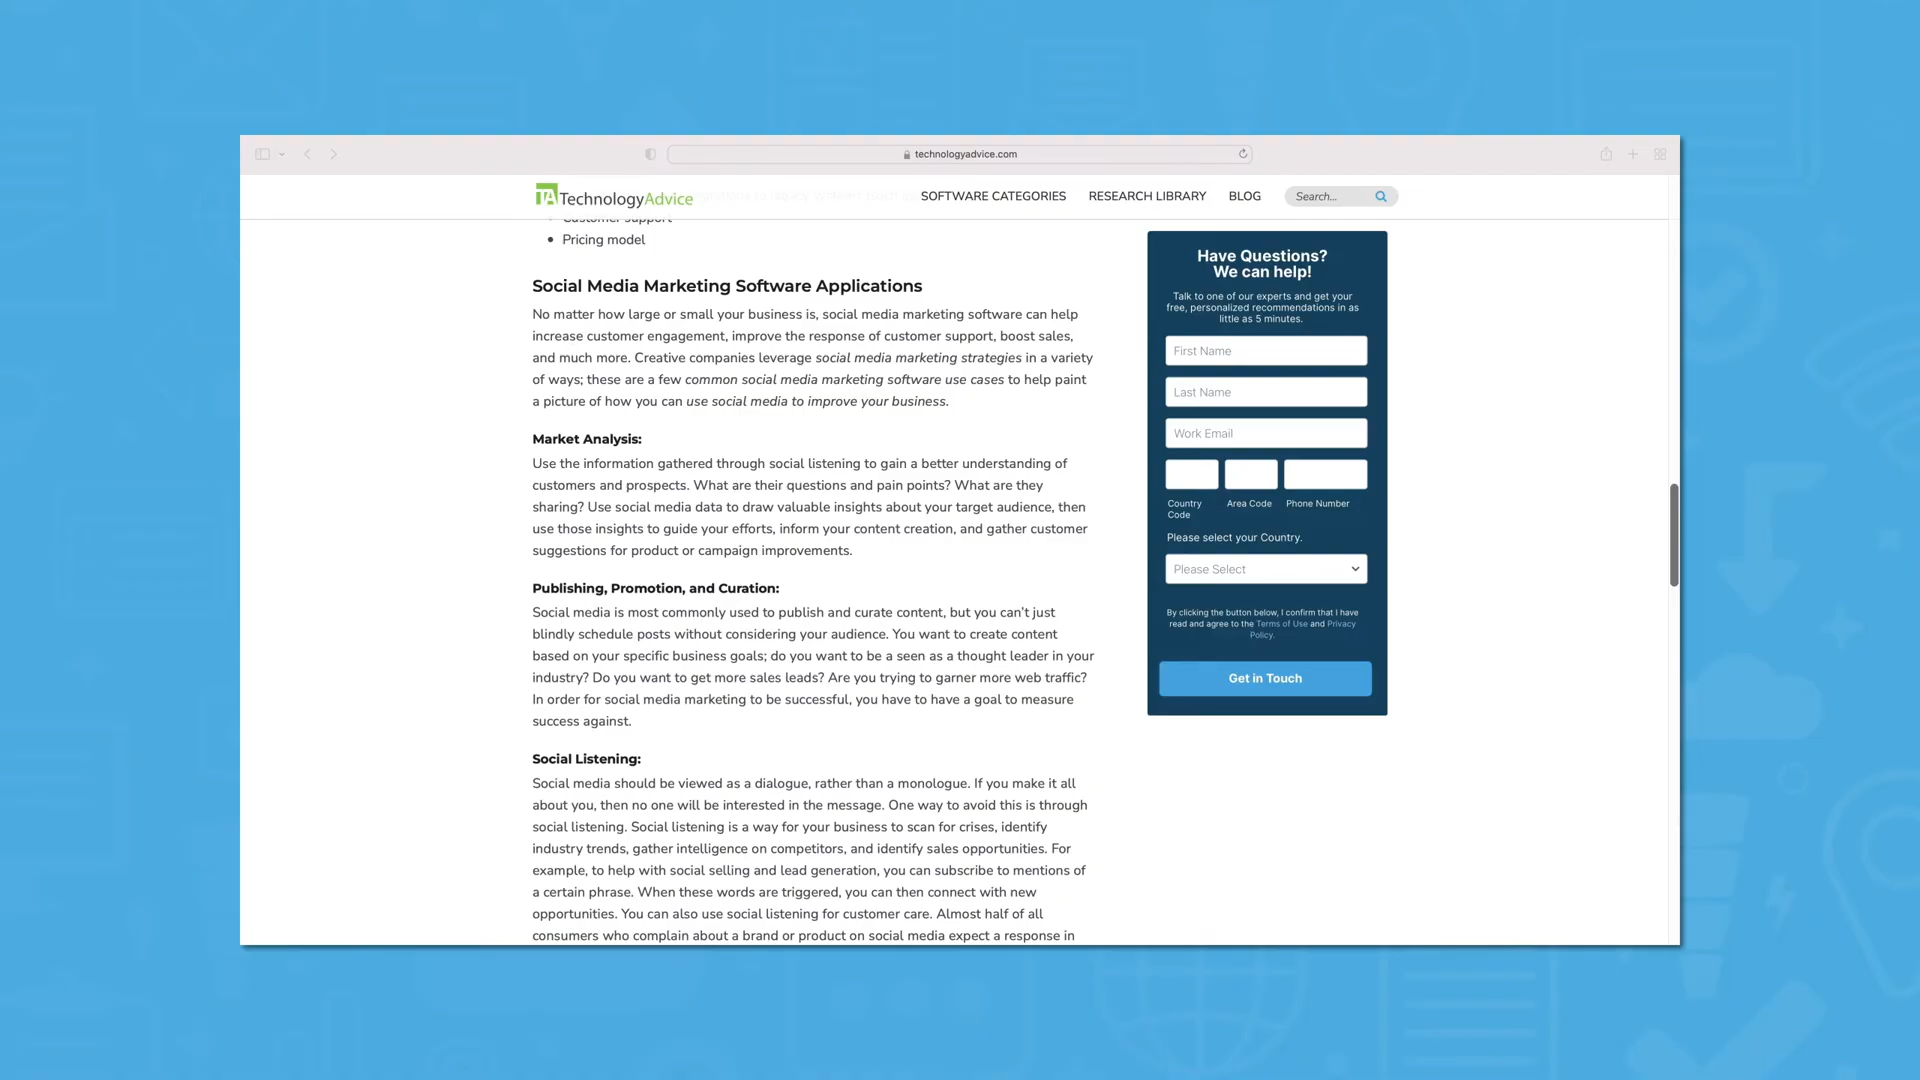 technologyadvice.com
TechnologyAdvice
SOFTWARE CATEGORIES
RESEARCH LIBRARY
BLOG
Search...
Customer support
• Pricing model
Social Media Marketing Software Applications
No matter how large or small your business is, social media marketing software can help
increase customer engagement, improve the response of customer support, boost sales,
and much more. Creative companies leverage social media marketing strategies in a variety
of ways; these are a few common social media marketing software use cases to help paint
a picture of how you can use social media to improve your business.
Market Analysis:
Use the information gathered through social listening to gain a better understanding of
customers and prospects. What are their questions and pain points? What are they
sharing? Use social media data to draw valuable insights about your target audience, then
use those insights to guide your efforts, inform your content creation, and gather customer
suggestions for product or campaign improvements.
Publishing, Promotion, and Curation:
Social media is most commonly used to publish and curate content, but you can't just
blindly schedule posts without considering your audience. You want to create content
based on your specific business goals; do you want to be a seen as a thought leader in your
industry? Do you want to get more sales leads? Are you trying to garner more web traffic?
In order for social media marketing to be successful, you have to have a goal to measure
success against.
Social Listening:
Social media should be viewed as a dialogue, rather than a monologue. If you make it all
about you, then no one will be interested in the message. One way to avoid this is through
social listening. Social listening is a way for your business to scan for crises, identify
industry trends, gather intelligence on competitors, and identify sales opportunities. For
example, to help with social selling and lead generation, you can subscribe to mentions of
a certain phrase. When these words are triggered, you can then connect with new
opportunities. You can also use social listening for customer care. Almost half of all
consumers who complain about a brand or product on social media expect a response in
Have Questions?
We can help!
Talk to one of our experts and get your
free, personalized recommendations in as
little as 5 minutes.
First Name
Last Name
Work Email
Country
Code
Area Code
Phone Number
Please select your Country.
Please Select
By clicking the button below, I confirm that I have
read and agree to the Terms of Use and Privacy
Policy.
Get in Touch